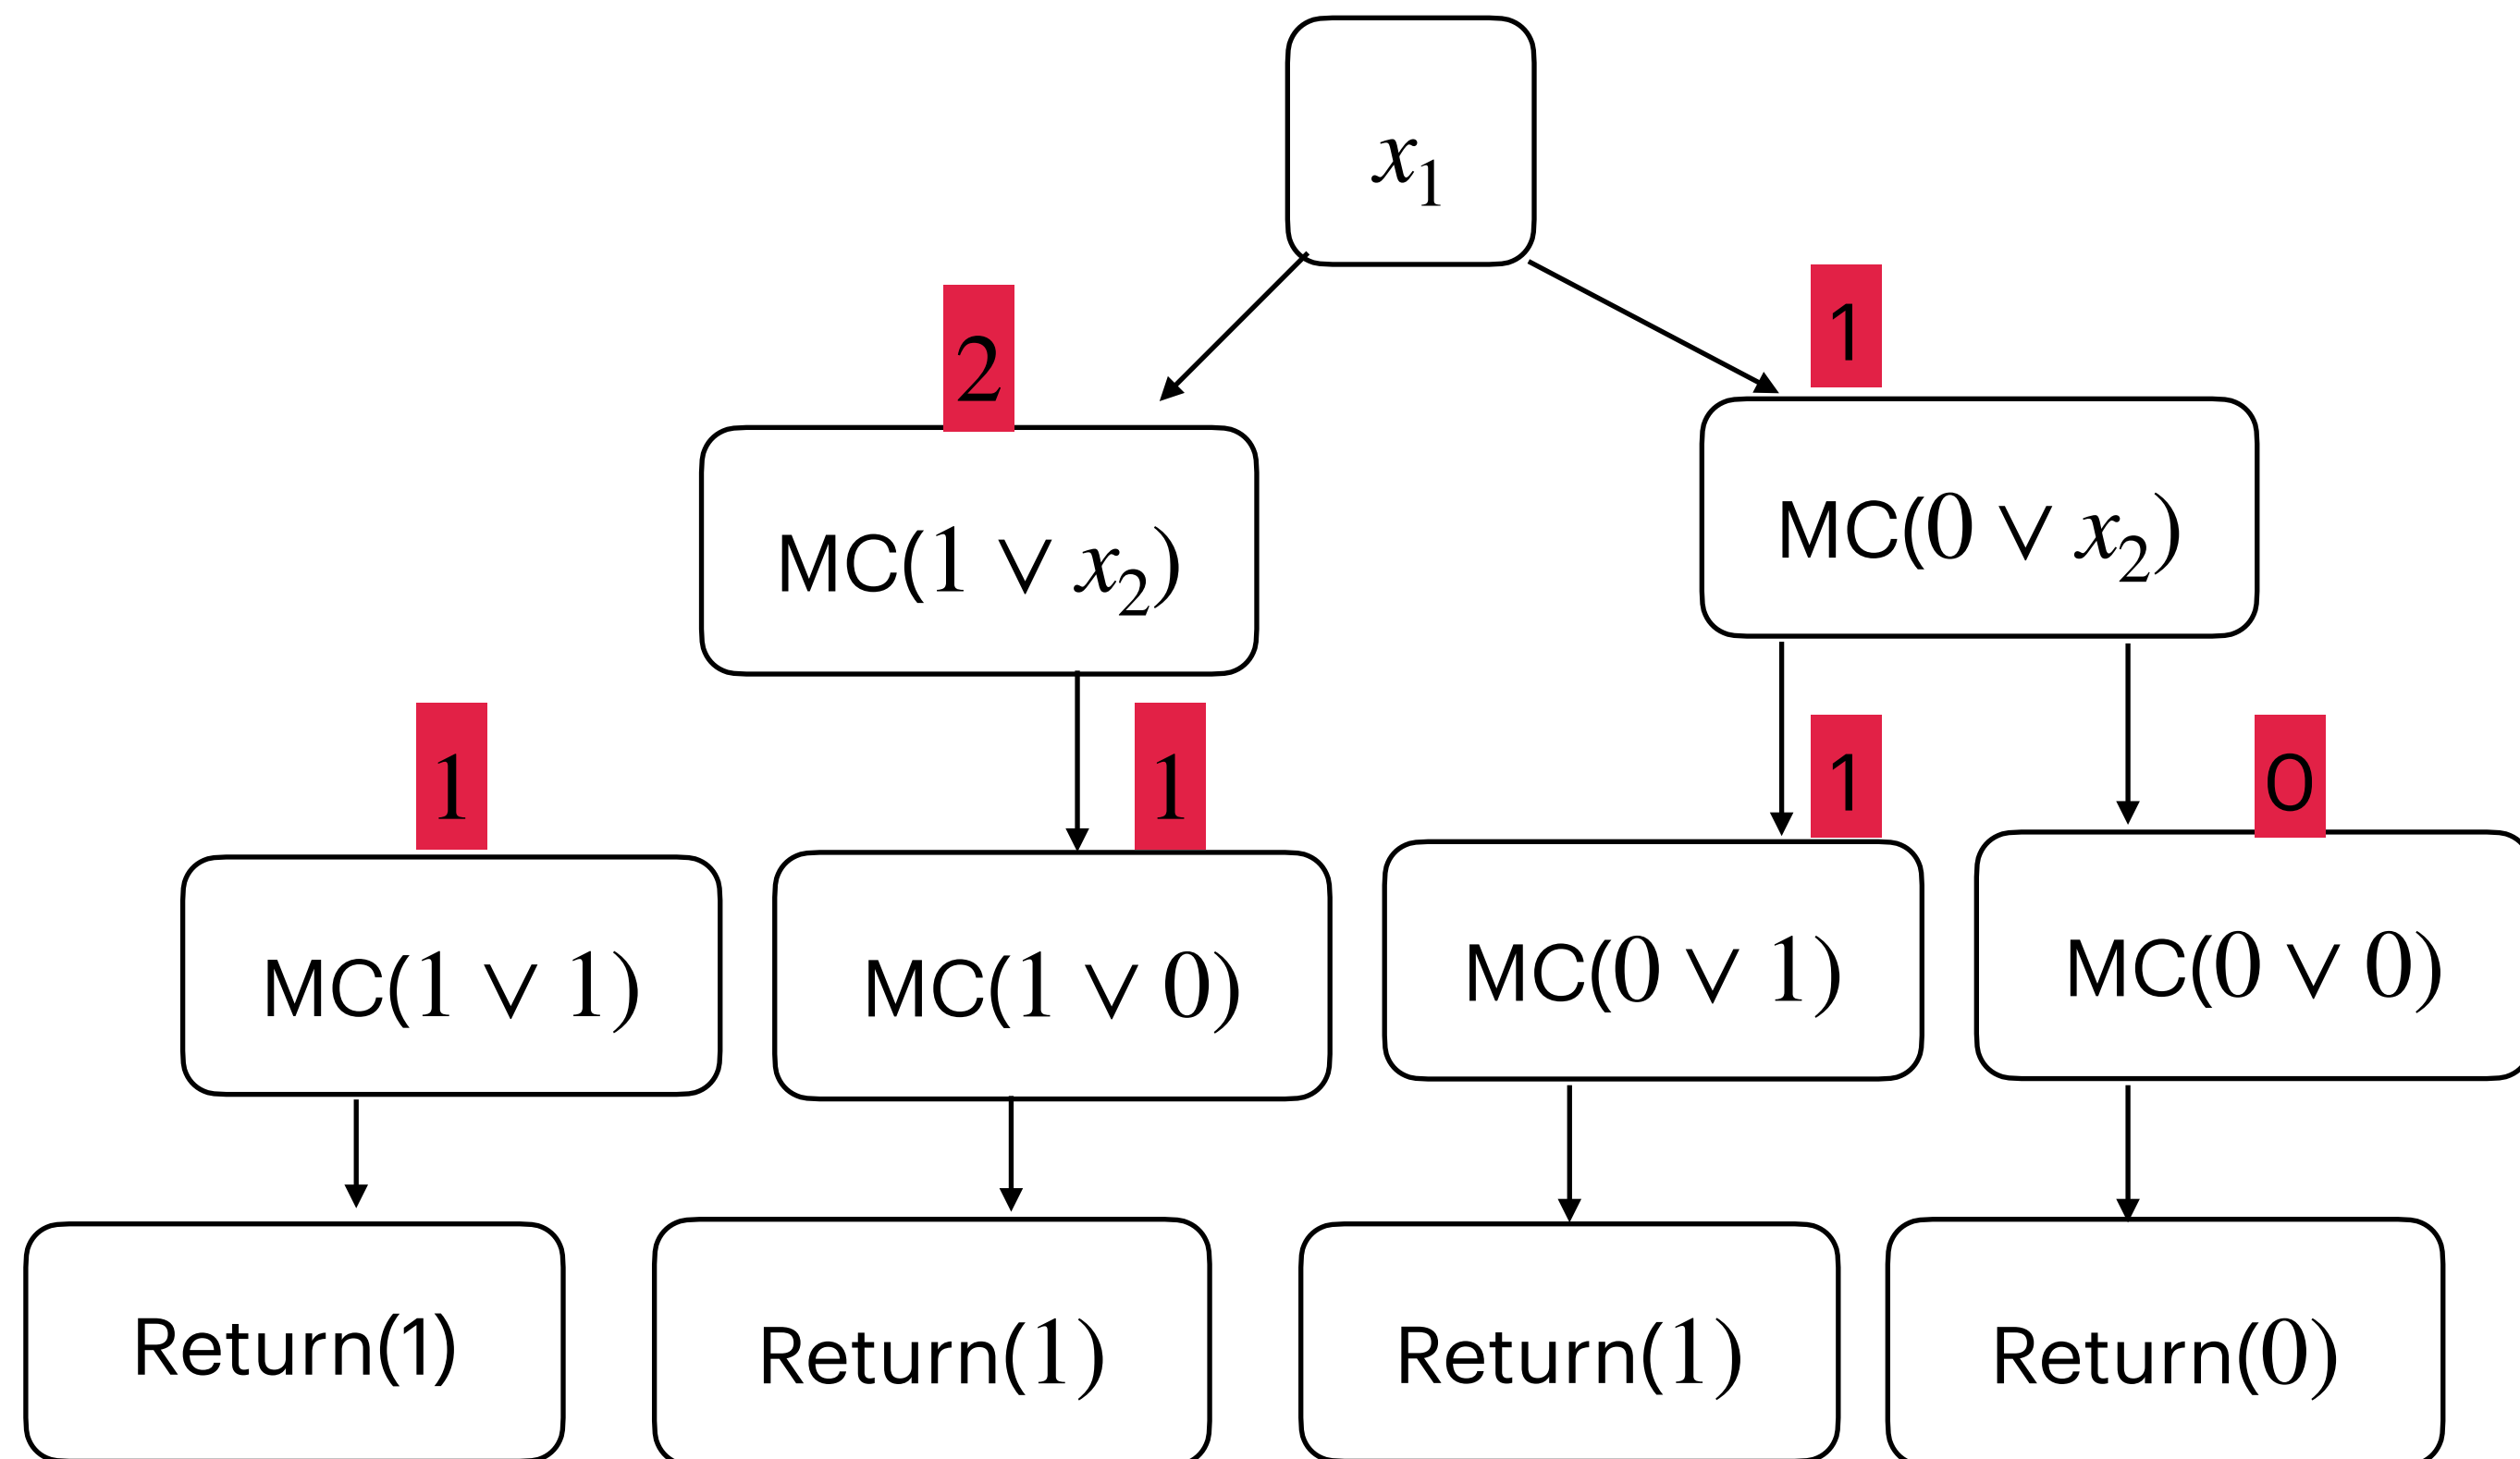 x₁
2
1
MC(1 ∨ x₂)
MC(0 ∨ x₂)
1
1
1
0
MC(1 ∨ 1)
MC(1 ∨ 0)
MC(0 ∨ 1)
MC(0 ∨ 0)
Return(1)
Return(1)
Return(1)
Return(0)